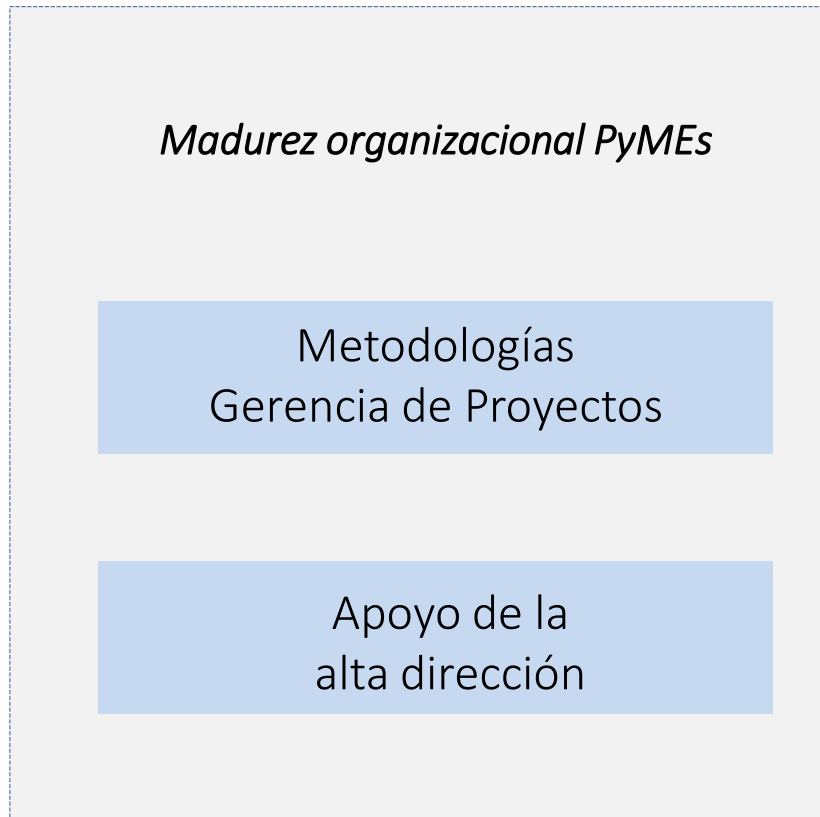 Madurez organizacional PyMEs
Metodologías
Gerencia de Proyectos
Apoyo de la
alta dirección